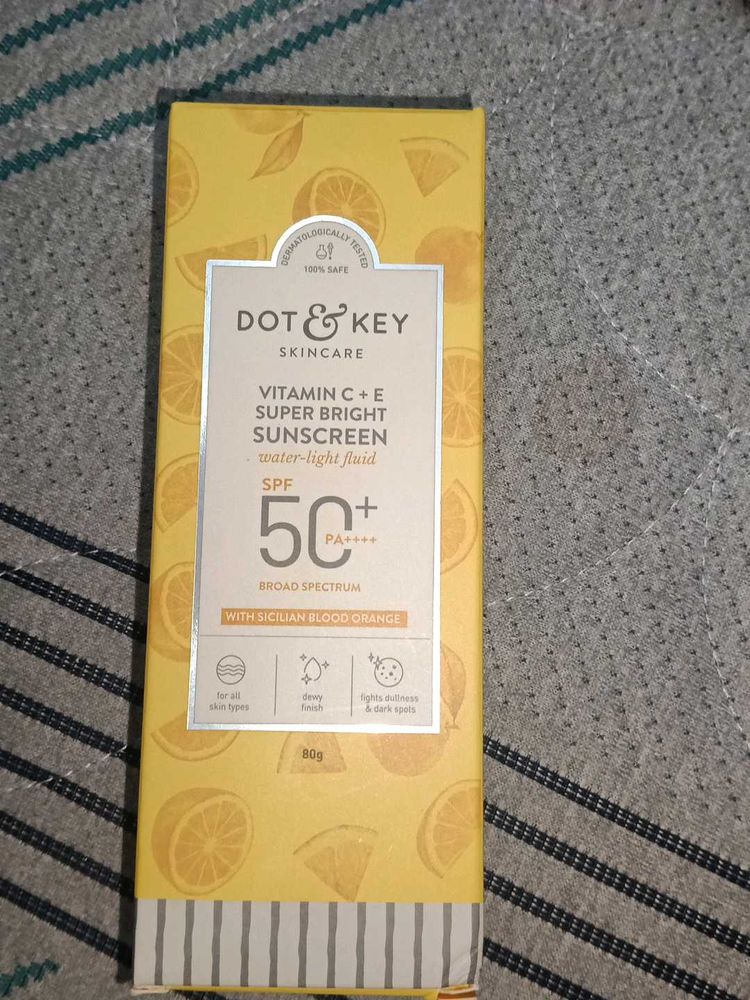 DERMATOLOGICALLY TESTED
100% SAFE
DOT & KEY
SKINCARE
VITAMIN C + E
SUPER BRIGHT
SUNSCREEN
water-light fluid
SPF
50+
PA++++
BROAD SPECTRUM
WITH SICILIAN BLOOD ORANGE
for all
skin types
dewy
finish
fights dullness
& dark spots
80g